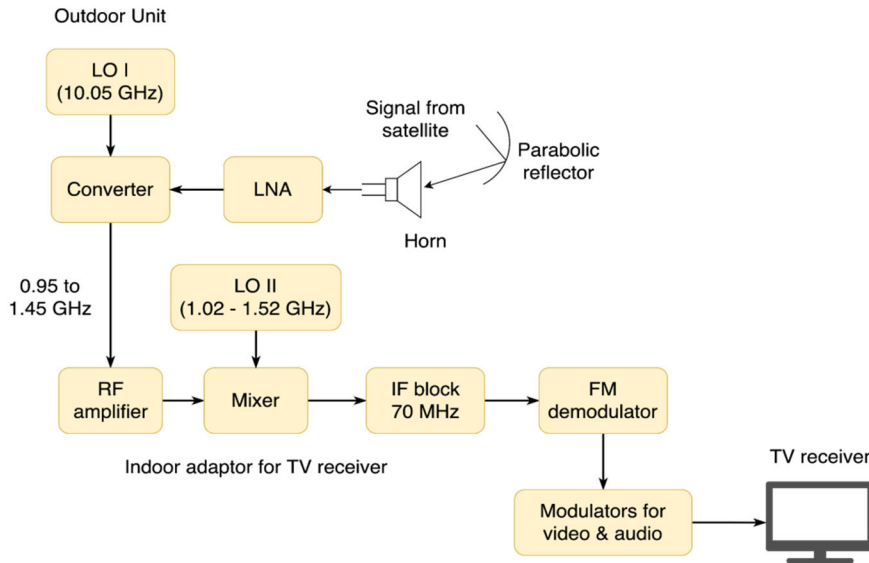 Outdoor Unit
LO I
(10.05 GHz)
Signal from
satellite
Parabolic
reflector
Converter
LNA
Horn
0.95 to
1.45 GHz
LO II
(1.02 - 1.52 GHz)
RF
amplifier
Mixer
IF block
70 MHz
FM
demodulator
Indoor adaptor for TV receiver
TV receiver
Modulators for
video & audio